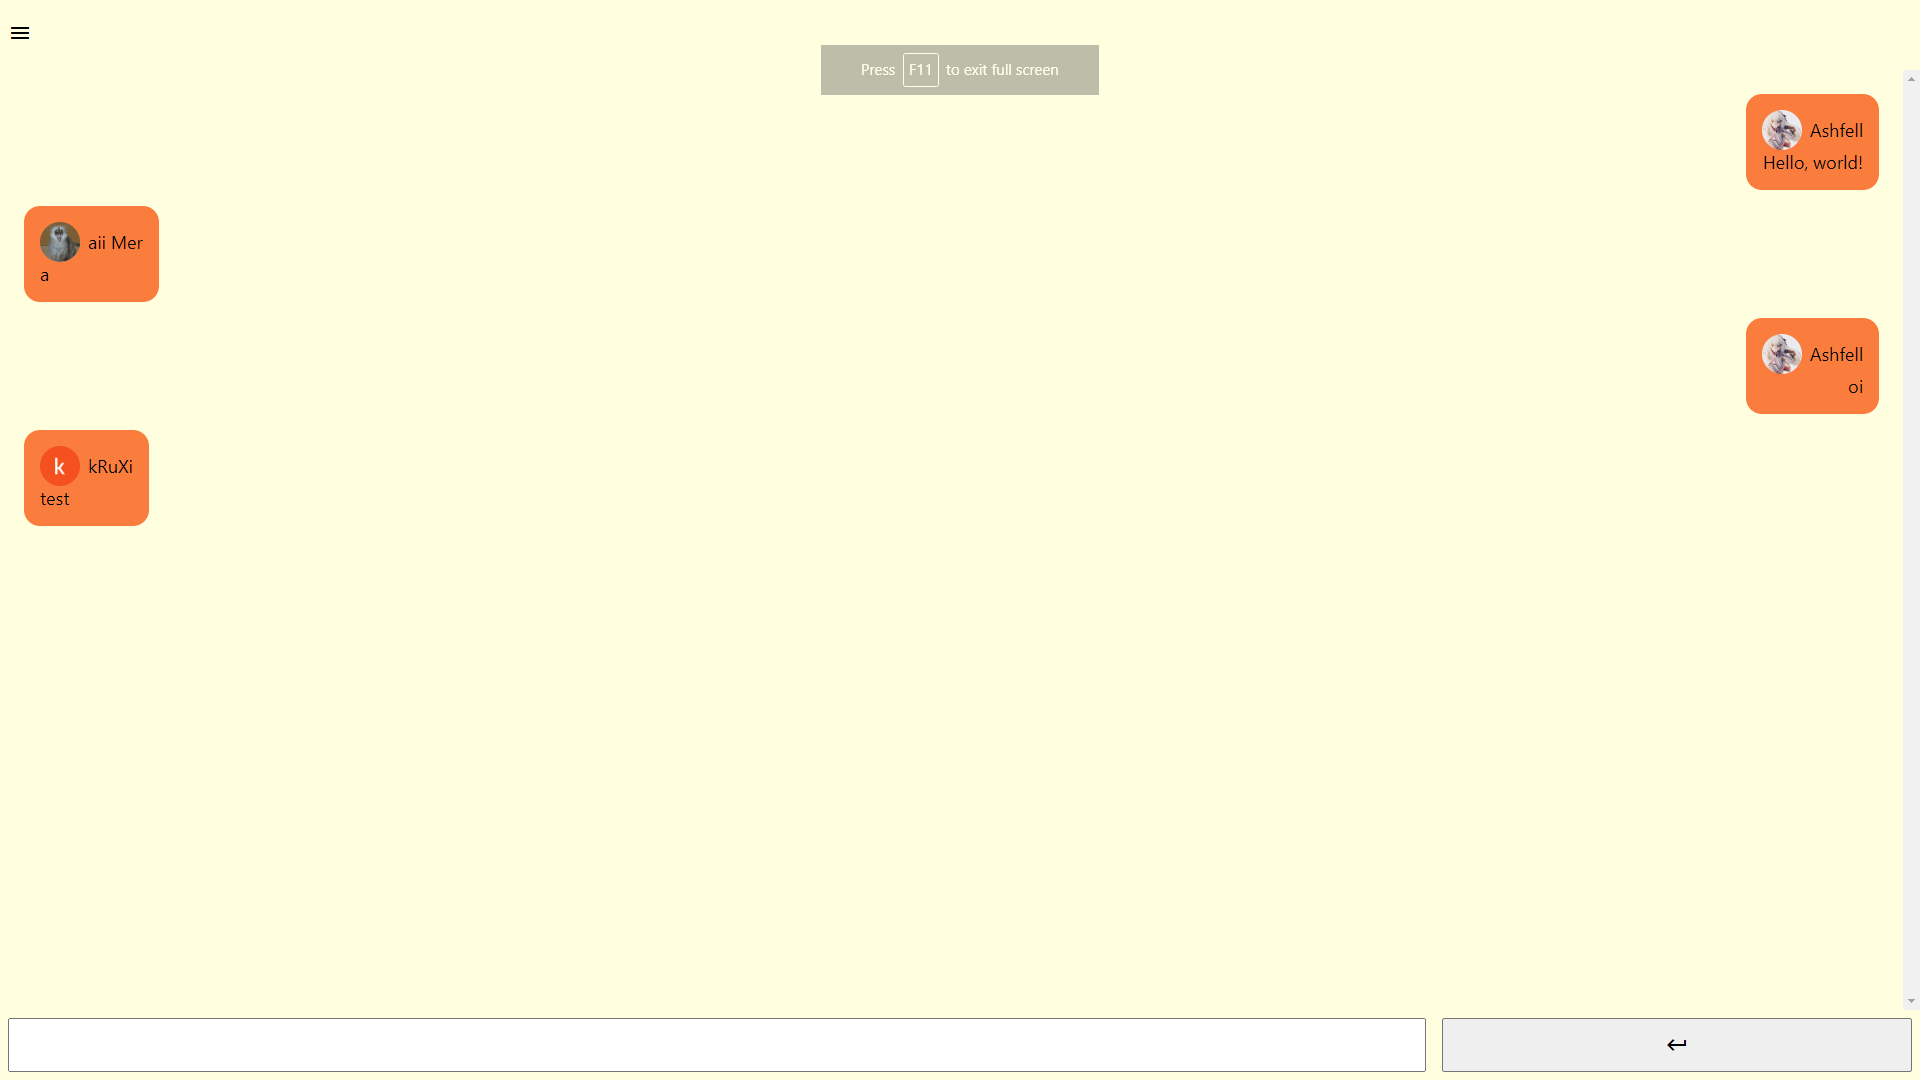 Press F11 to exit full screen
Ashfell
Hello, world!
aii Mer
a
Ashfell
oi
k kRuXi
test